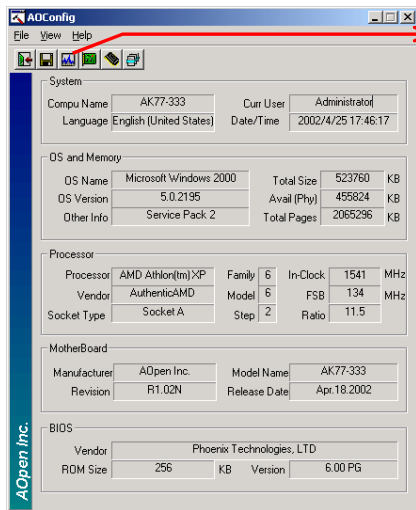 AOConfig
File View Help
System
Compu Name AK77-333 Curr User Administrator
Language English (United States) Date/Time 2002/4/25 17:46:17
OS and Memory
OS Name Microsoft Windows 2000 Total Size 523760 KB
OS Version 5.0.2195 Avail (Phy) 455824 KB
Other Info Service Pack 2 Total Pages 2065296 KB
Processor
Processor AMD Athlon(tm) XP Family 6 In-Clock 1541 MHz
Vendor AuthenticAMD Model 6 FSB 134 MHz
Socket Type Socket A Step 2 Ratio 11.5
MotherBoard
Manufacturer AOpen Inc. Model Name AK77-333
Revision R1.02N Release Date Apr.18.2002
BIOS
Vendor Phoenix Technologies, LTD
ROM Size 256 KB Version 6.00 PG
AOpen Inc.